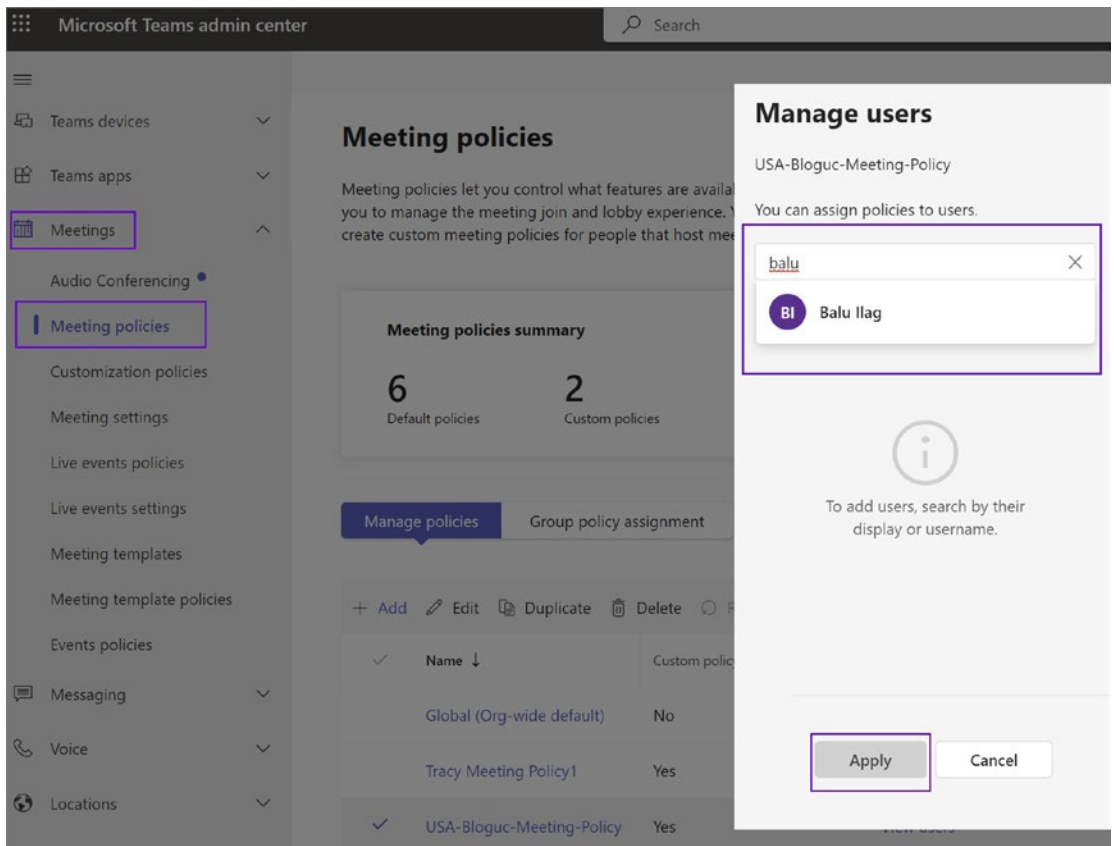 Microsoft Teams admin center
Search
Teams devices
Teams apps
Meetings
Audio Conferencing
Meeting policies
Customization policies
Meeting settings
Live events policies
Live events settings
Meeting templates
Meeting template policies
Events policies
Messaging
Voice
Locations
Meeting policies
Meeting policies let you control what features are availa
you to manage the meeting join and lobby experience.
create custom meeting policies for people that host mee
Meeting policies summary
6
Default policies
2
Custom policies
Manage policies
Group policy assignment
+ Add
Edit
Duplicate
Delete
R
Name ↓
Custom polic
Global (Org-wide default)
No
Tracy Meeting Policy1
Yes
USA-Bloguc-Meeting-Policy
Yes
Manage users
USA-Bloguc-Meeting-Policy
You can assign policies to users.
balu
BI
Balu Ilag
To add users, search by their
display or username.
Apply
Cancel